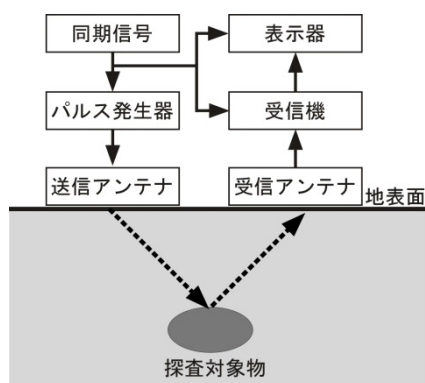 同期信号
表示器
パルス発生器
受信機
送信アンテナ
受信アンテナ
地表面
探査対象物